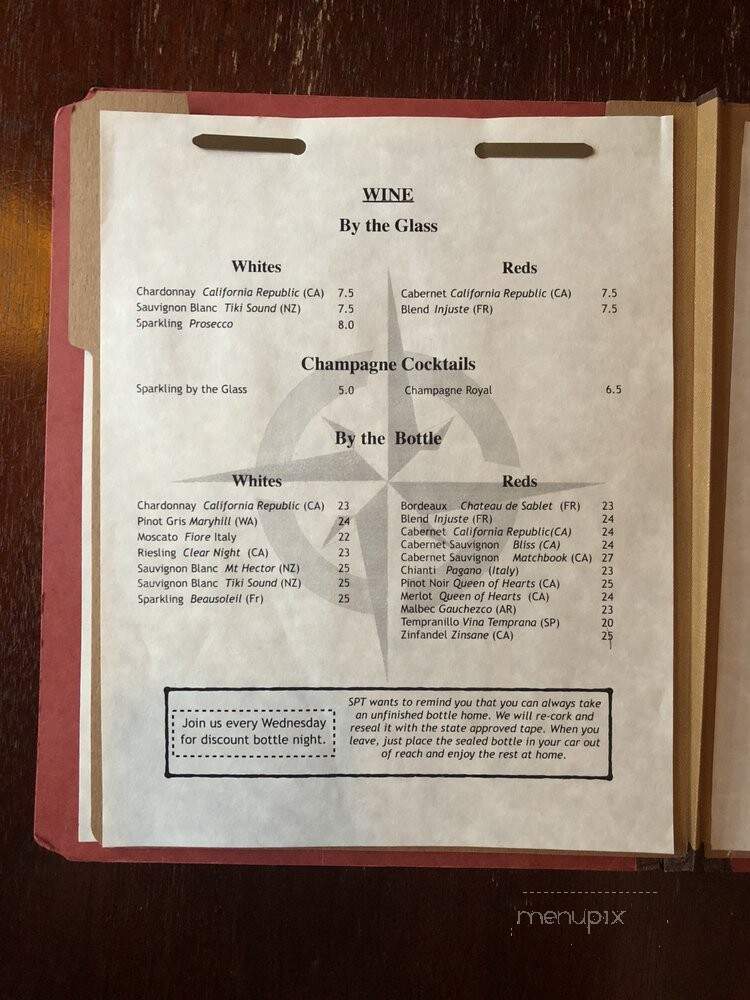 WINE
By the Glass
Whites
Chardonnay California Republic (CA) 7.5
Sauvignon Blanc Tiki Sound (NZ) 7.5
Sparkling Prosecco 8.0
Reds
Cabernet California Republic (CA) 7.5
Blend Injuste (FR) 7.5
Champagne Cocktails
Sparkling by the Glass 5.0
Champagne Royal 6.5
By the Bottle
Whites
Chardonnay California Republic (CA) 23
Pinot Gris Maryhill (WA) 24
Moscato Fiore Italy 22
Riesling Clear Night (CA) 23
Sauvignon Blanc Mt Hector (NZ) 25
Sauvignon Blanc Tiki Sound (NZ) 25
Sparkling Beausoleil (Fr) 25
Reds
Bordeaux Chateau de Sablet (FR) 23
Blend Injuste (FR) 24
Cabernet California Republic(CA) 24
Cabernet Sauvignon Bliss (CA) 24
Cabernet Sauvignon Matchbook (CA) 27
Chianti Pagano (Italy) 23
Pinot Noir Queen of Hearts (CA) 25
Merlot Queen of Hearts (CA) 24
Malbec Gauchezco (AR) 23
Tempranillo Vina Temprana (SP) 20
Zinfandel Zinsane (CA) 25
Join us every Wednesday
for discount bottle night.
SPT wants to remind you that you can always take
an unfinished bottle home. We will re-cork and
reseal it with the state approved tape. When you
leave, just place the sealed bottle in your car out
of reach and enjoy the rest at home.
menupix